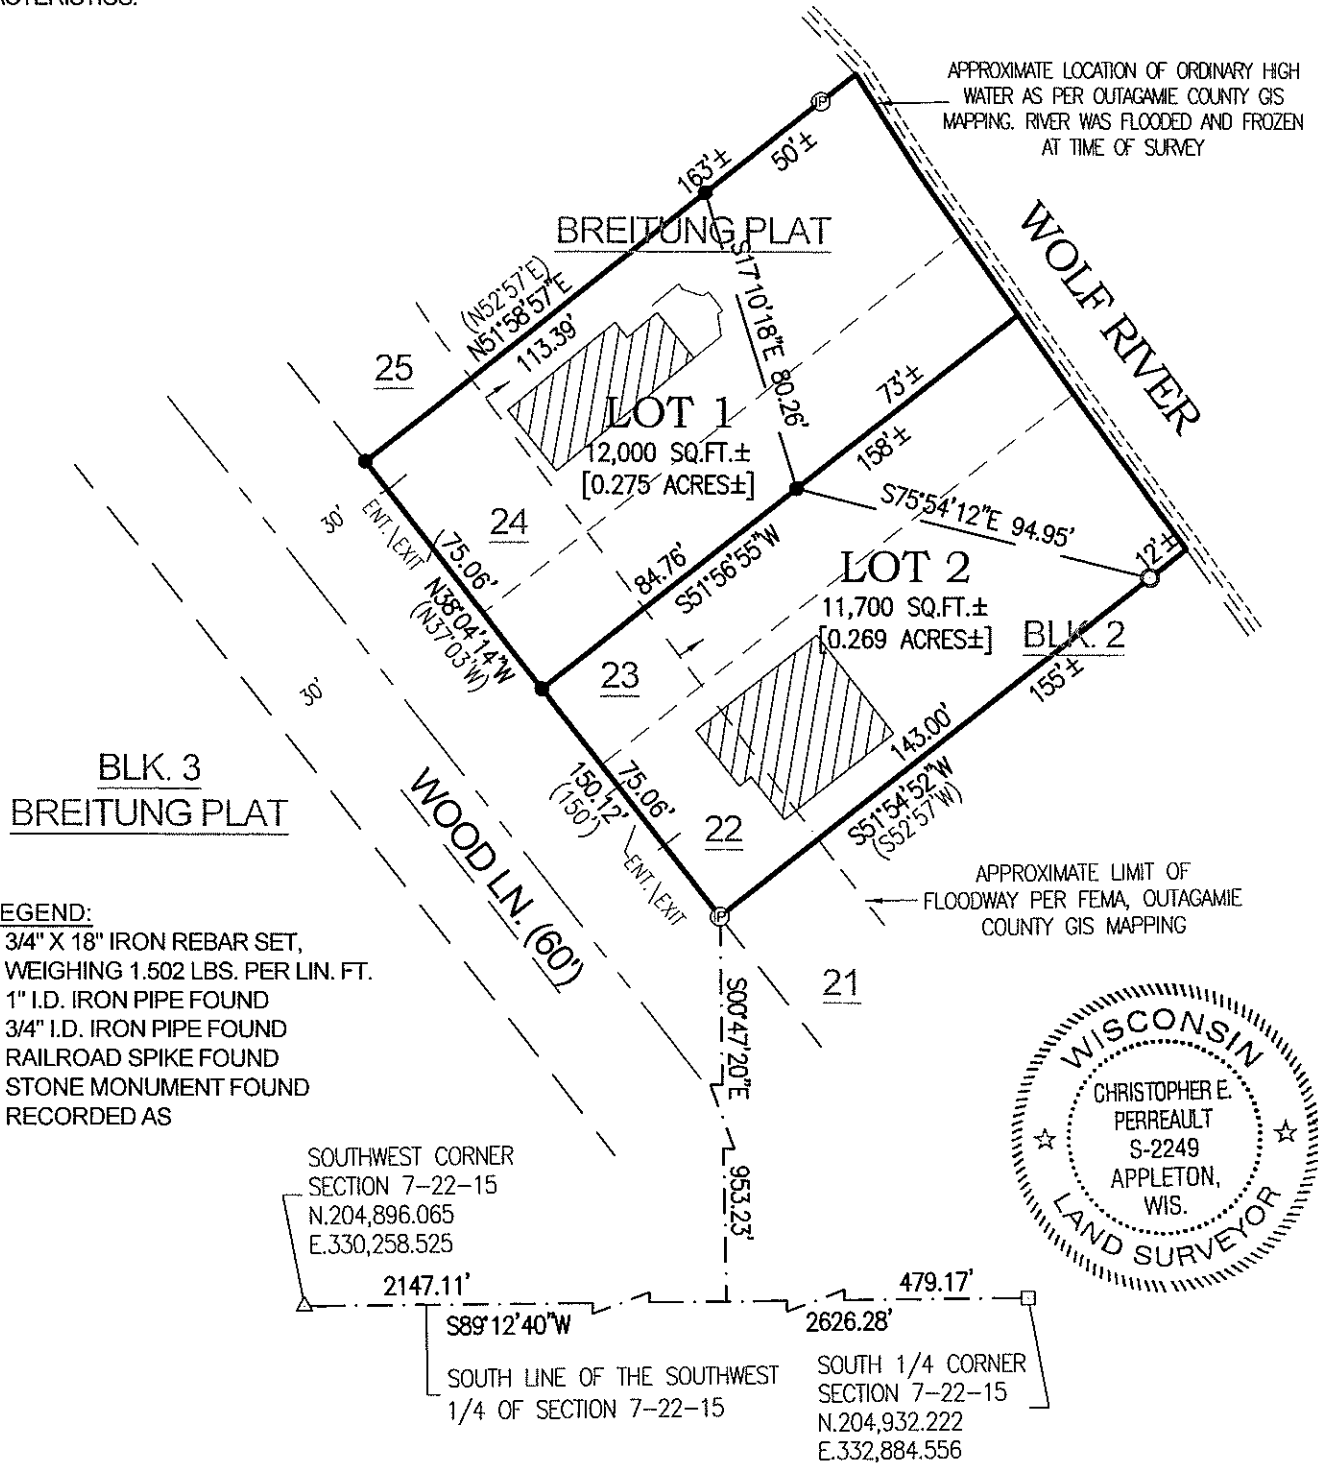 ACTERISTICS.
APPROXIMATE LOCATION OF ORDINARY HIGH
WATER AS PER OUTAGAMIE COUNTY GIS
MAPPING. RIVER WAS FLOODED AND FROZEN
AT TIME OF SURVEY
WOLF RIVER
163'±
50'±
BREITUNG PLAT
(N52°57'E)
N51°58'57"E
113.39'
S17°10'18"E 80.26'
25
LOT 1
12,000 SQ.FT.±
[0.275 ACRES±]
73'±
158'±
30'
ENT.\EXIT
24
75.06'
N38°04'14"W
(N37°03'W)
84.76'
S51°56'55"W
S75°54'12"E 94.95'
12'±
LOT 2
11,700 SQ.FT.±
[0.269 ACRES±]
BLK. 2
155'±
23
30'
143.00'
S51°54'52"W
(S52°57'W)
BLK. 3
BREITUNG PLAT
WOOD LN. (60')
75.06'
150.12'
(150')
ENT.\EXIT
22
APPROXIMATE LIMIT OF
FLOODWAY PER FEMA, OUTAGAMIE
COUNTY GIS MAPPING
21
EGEND:
3/4" X 18" IRON REBAR SET,
WEIGHING 1.502 LBS. PER LIN. FT.
1" I.D. IRON PIPE FOUND
3/4" I.D. IRON PIPE FOUND
RAILROAD SPIKE FOUND
STONE MONUMENT FOUND
RECORDED AS
IP
IP
S00°47'20"E
953.23'
WISCONSIN
CHRISTOPHER E.
PERREAULT
S-2249
APPLETON,
WIS.
LAND SURVEYOR
SOUTHWEST CORNER
SECTION 7-22-15
N.204,896.065
E.330,258.525
2147.11'
479.17'
S89°12'40"W
2626.28'
SOUTH LINE OF THE SOUTHWEST
1/4 OF SECTION 7-22-15
SOUTH 1/4 CORNER
SECTION 7-22-15
N.204,932.222
E.332,884.556